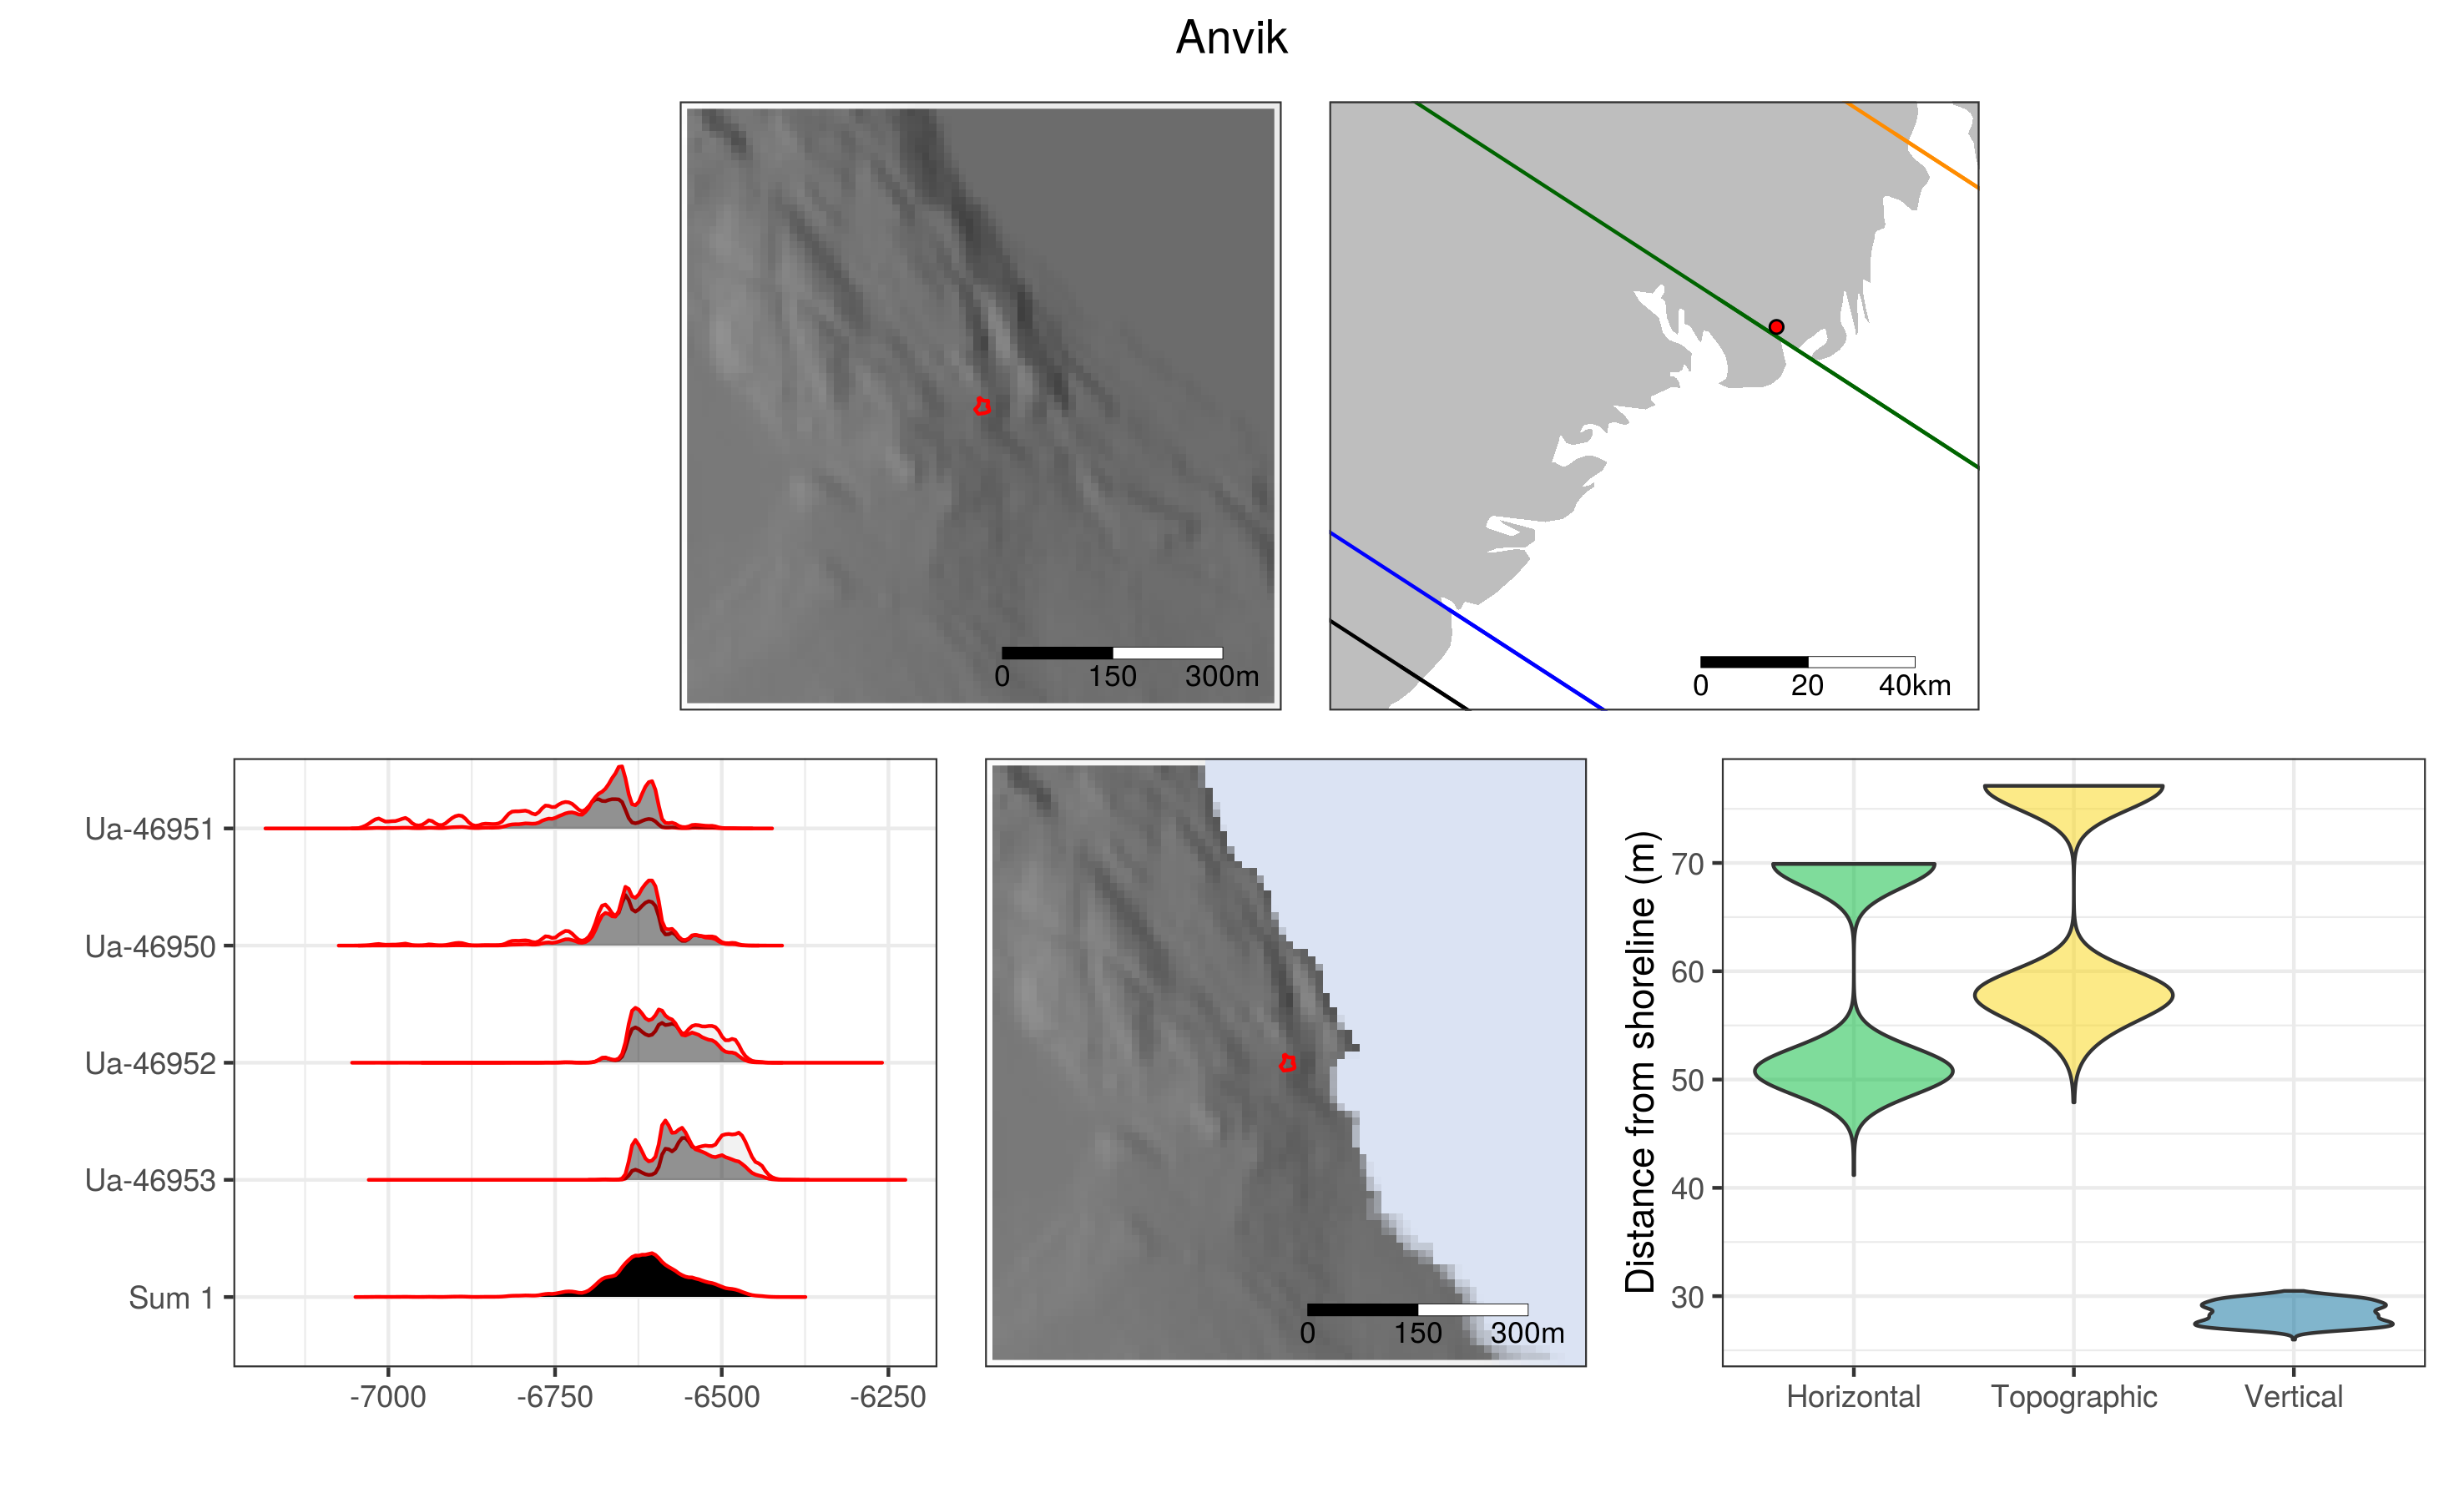 Anvik
0 150 300m
0 20 40km
Ua-46951
Ua-46950
Ua-46952
Ua-46953
Sum 1
-7000 -6750 -6500 -6250
0 150 300m
Distance from shoreline (m)
70
60
50
40
30
Horizontal Topographic Vertical